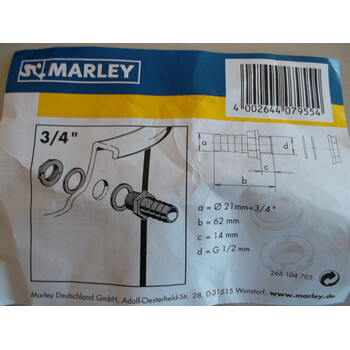 MARLEY
4 002644 079554
3/4"
a
d
c
b
a = Ø 21mm=3/4"
b = 62 mm
c = 14 mm
d = G 1/2 mm
266 104 705
Marley Deutschland GmbH, Adolf-Oesterheld-Str. 28, D31515 Wunstorf, www.marley.de